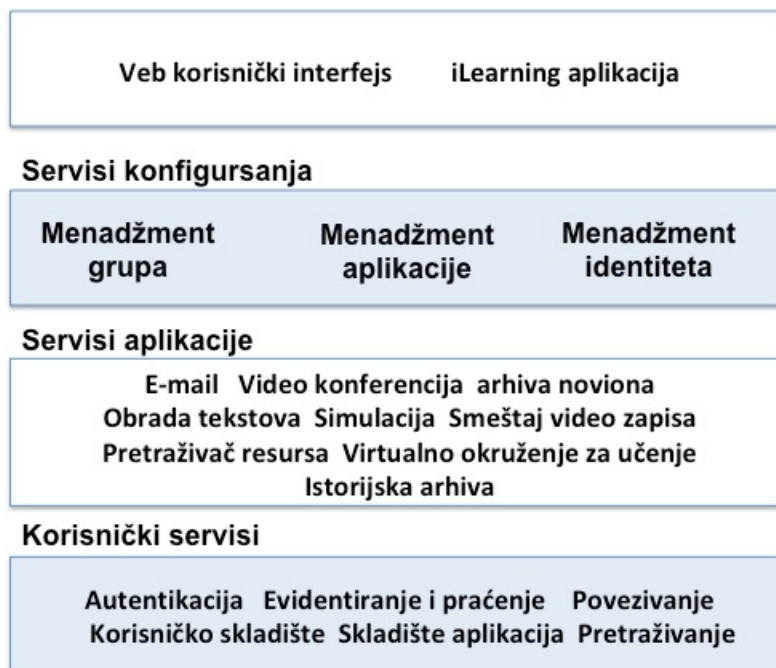 Veb korisnički interfejs iLearning aplikacija
Servisi konfigursanja
Menadžment grupa
Menadžment aplikacije
Menadžment identiteta
Servisi aplikacije
E-mail Video konferencija arhiva noviona
Obrada tekstova Simulacija Smeštaj video zapisa
Pretraživač resursa Virtualno okruženje za učenje
Istorijska arhiva
Korisnički servisi
Autentikacija Evidentiranje i praćenje Povezivanje
Korisničko skladište Skladište aplikacija Pretraživanje